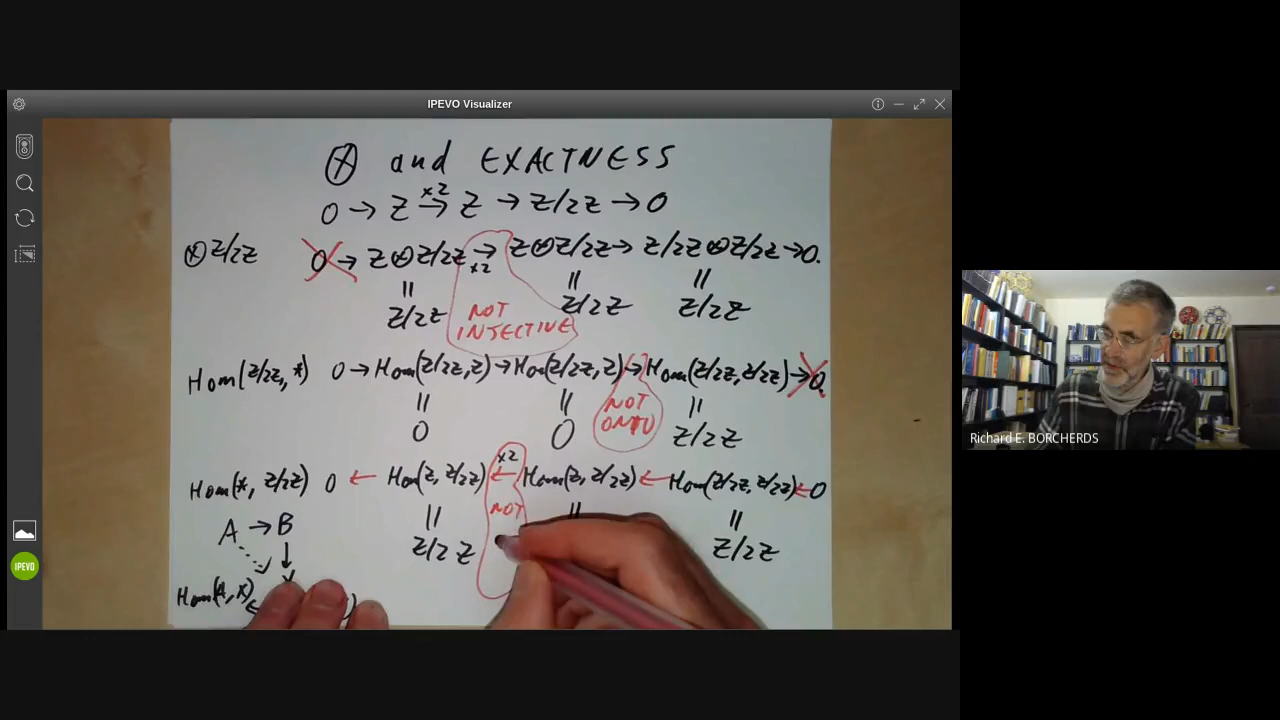 IPEVO Visualizer
⊗ and EXACTNESS
0 → Z →×2 Z → Z/2Z → 0
⊗Z/2Z 0 → Z⊗Z/2Z →×2 Z⊗Z/2Z → Z/2Z⊗Z/2Z → 0.
= = =
Z/2Z NOT INJECTIVE Z/2Z Z/2Z
Hom(Z/2Z, *) 0 → Hom(Z/2Z, Z) → Hom(Z/2Z, Z) → Hom(Z/2Z, Z/2Z) → 0
= = =
0 0 NOT ONTO Z/2Z
Richard E. BORCHERDS
Hom(*, Z/2Z) 0 ← Hom(Z, Z/2Z) ←×2 Hom(Z, Z/2Z) ← Hom(Z/2Z, Z/2Z) ← 0
NOT
A → B = = =
Z/2Z Z/2Z
Hom(A, X) ←
IPEVO